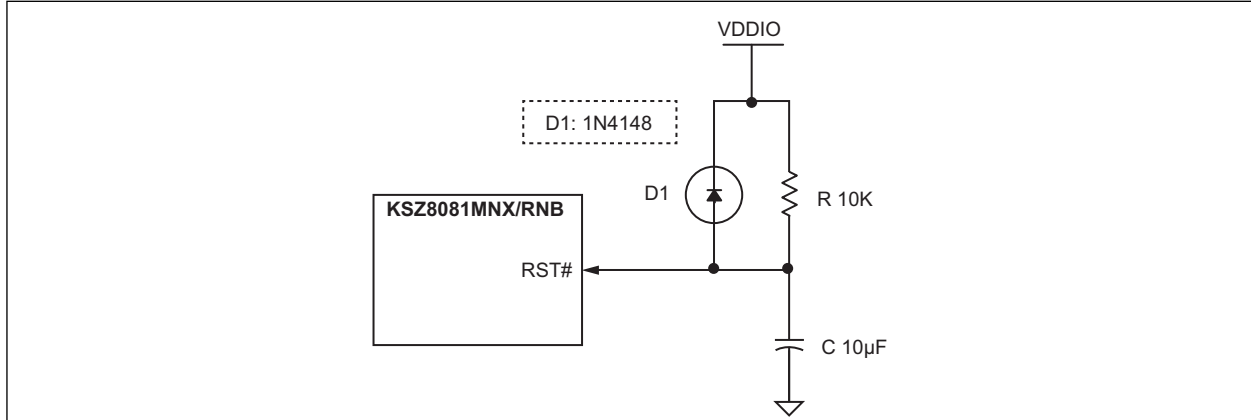 VDDIO
D1: 1N4148
D1
R 10K
KSZ8081MNX/RNB
RST#
C 10µF